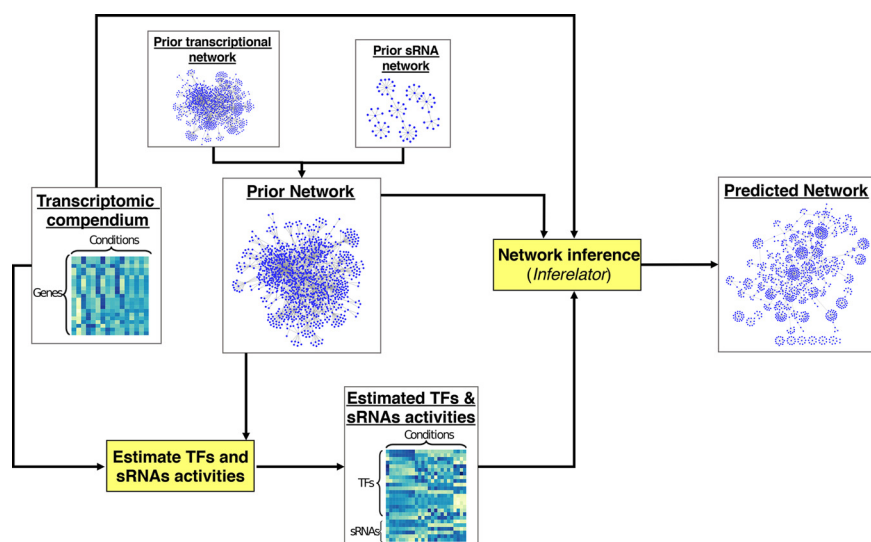 Prior transcriptional
network
Prior sRNA
network
Transcriptomic
compendium
Conditions
Genes
Prior Network
Network inference
(Inferelator)
Predicted Network
Estimate TFs and
sRNAs activities
Estimated TFs &
sRNAs activities
Conditions
TFs
sRNAs